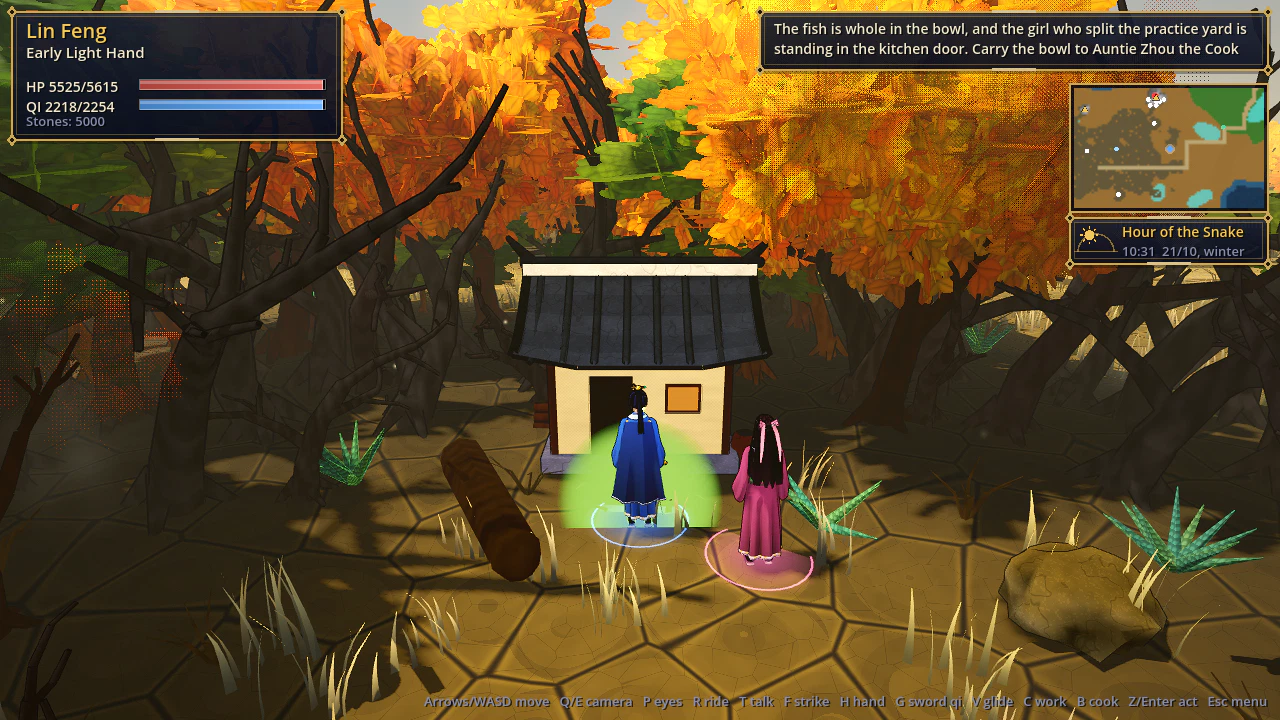 Lin Feng
Early Light Hand
HP 5525/5615
QI 2218/2254
Stones: 5000
The fish is whole in the bowl, and the girl who split the practice yard is
standing in the kitchen door. Carry the bowl to Auntie Zhou the Cook
Hour of the Snake
10:31 21/10, winter
Arrows/WASD move Q/E camera P eyes R ride T talk F strike H hand G sword qi V glide C work B cook Z/Enter act Esc menu